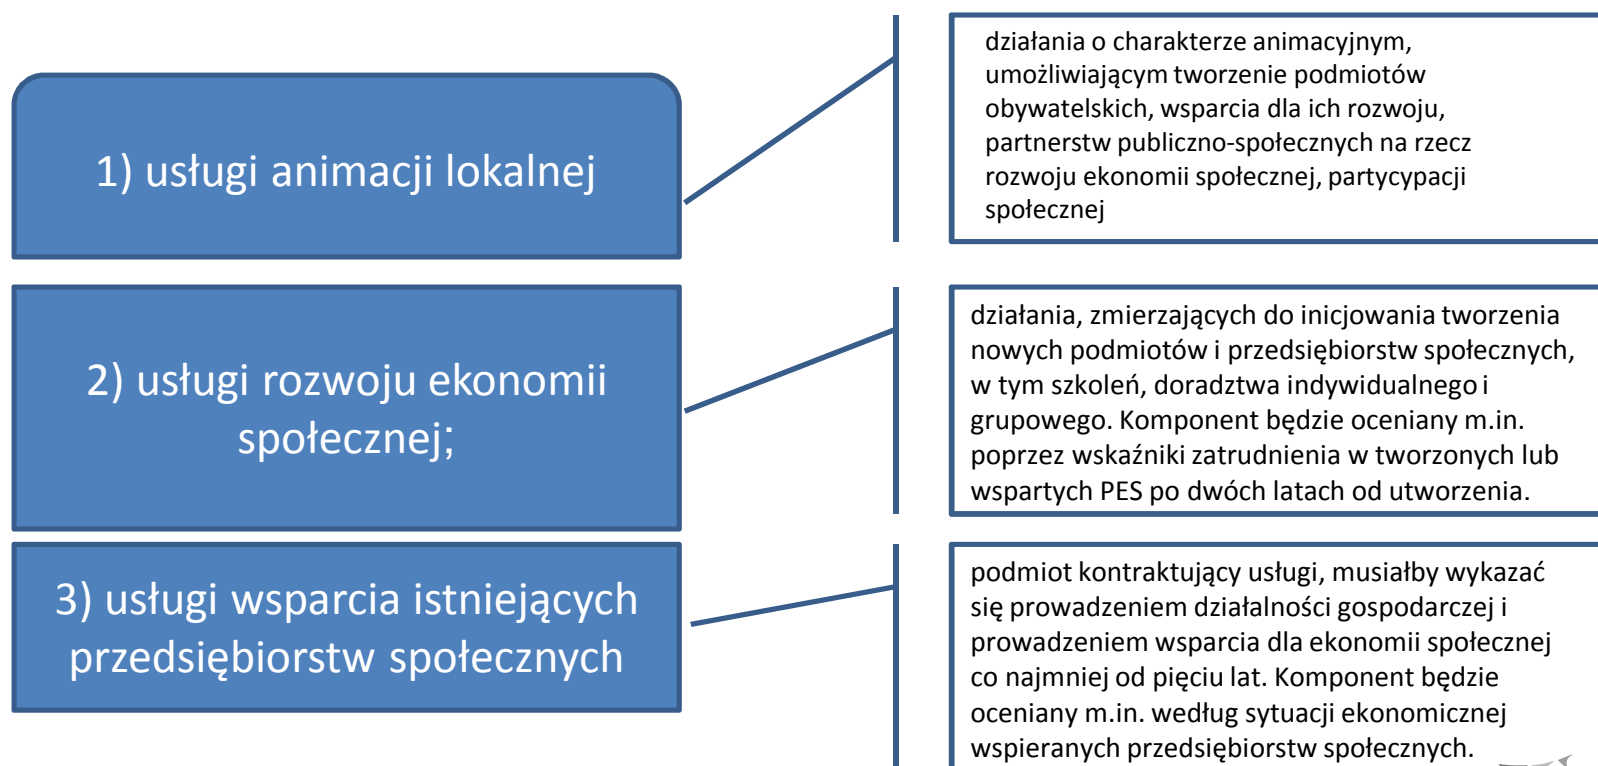 1) usługi animacji lokalnej
działania o charakterze animacyjnym,
umożliwiającym tworzenie podmiotów
obywatelskich, wsparcia dla ich rozwoju,
partnerstw publiczno-społecznych na rzecz
rozwoju ekonomii społecznej, partycypacji
społecznej
2) usługi rozwoju ekonomii
społecznej;
działania, zmierzających do inicjowania tworzenia
nowych podmiotów i przedsiębiorstw społecznych,
w tym szkoleń, doradztwa indywidualnego i
grupowego. Komponent będzie oceniany m.in.
poprzez wskaźniki zatrudnienia w tworzonych lub
wspartych PES po dwóch latach od utworzenia.
3) usługi wsparcia istniejących
przedsiębiorstw społecznych
podmiot kontraktujący usługi, musiałby wykazać
się prowadzeniem działalności gospodarczej i
prowadzeniem wsparcia dla ekonomii społecznej
co najmniej od pięciu lat. Komponent będzie
oceniany m.in. według sytuacji ekonomicznej
wspieranych przedsiębiorstw społecznych.